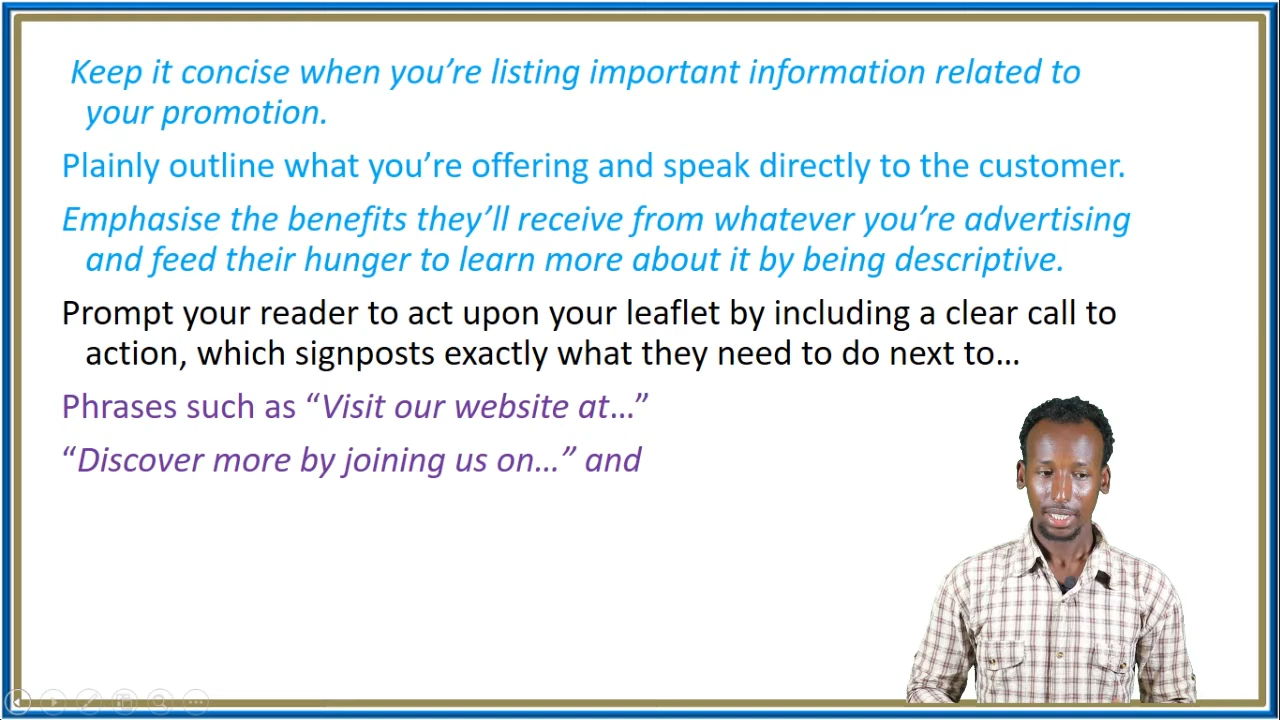 Keep it concise when you’re listing important information related to
your promotion.
Plainly outline what you’re offering and speak directly to the customer.
Emphasise the benefits they’ll receive from whatever you’re advertising
and feed their hunger to learn more about it by being descriptive.
Prompt your reader to act upon your leaflet by including a clear call to
action, which signposts exactly what they need to do next to…
Phrases such as “Visit our website at…”
“Discover more by joining us on…” and